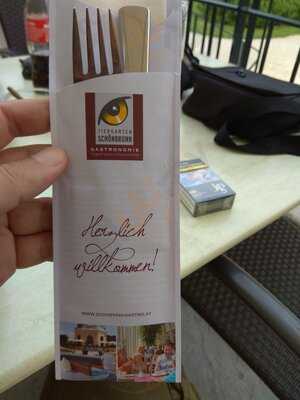 TIERGARTEN
SCHÖNBRUNN
GASTRONOMIE
Herzlich
willkommen!